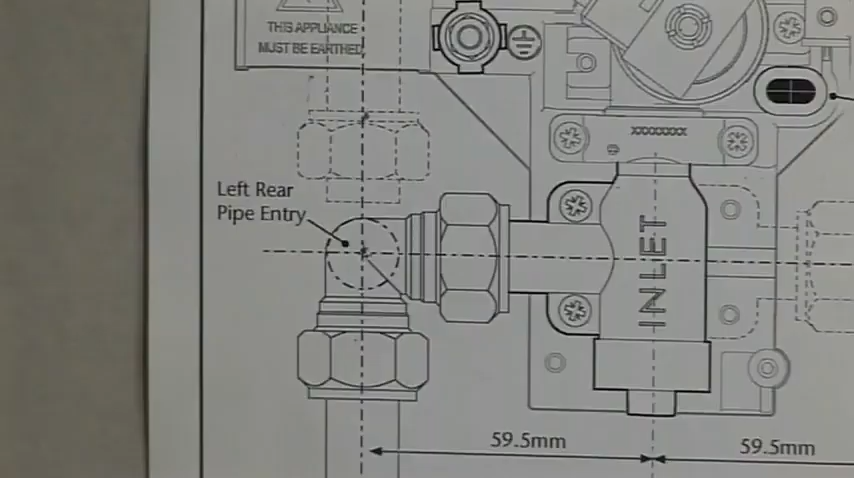 THIS APPLIANCE
MUST BE EARTHED
XXXXXXXX
Left Rear
Pipe Entry
INLET
59.5mm
59.5mm